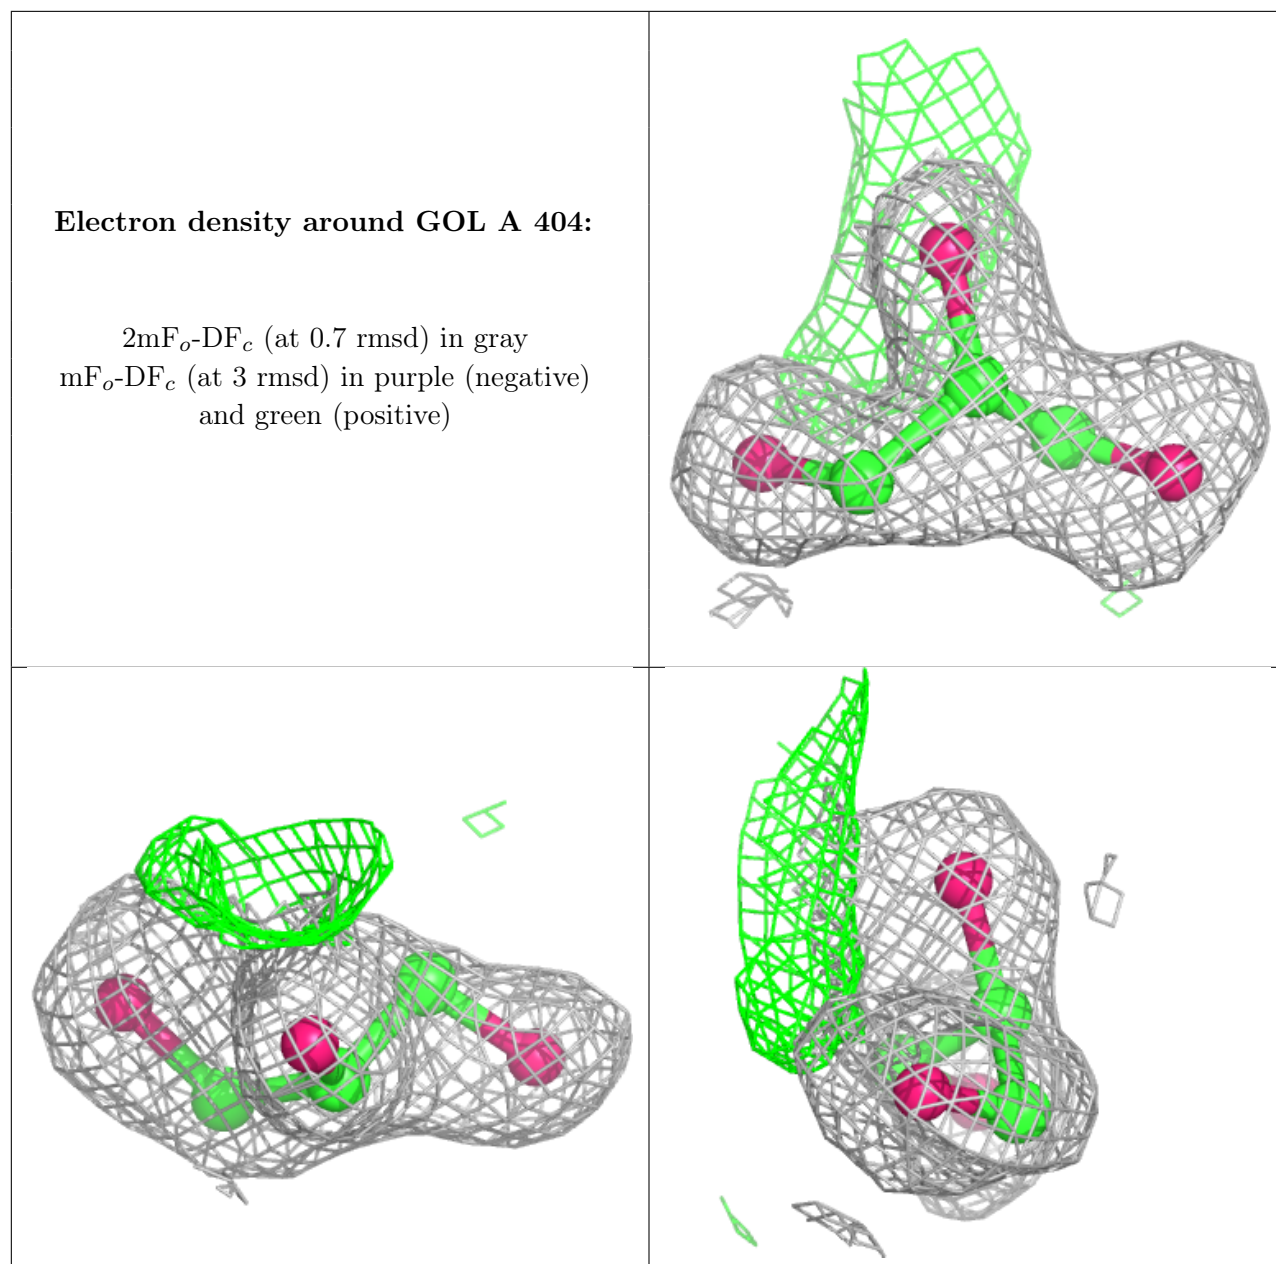 Electron density around GOL A 404:
2mFₒ-DF𝑐 (at 0.7 rmsd) in gray
mFₒ-DF𝑐 (at 3 rmsd) in purple (negative)
and green (positive)